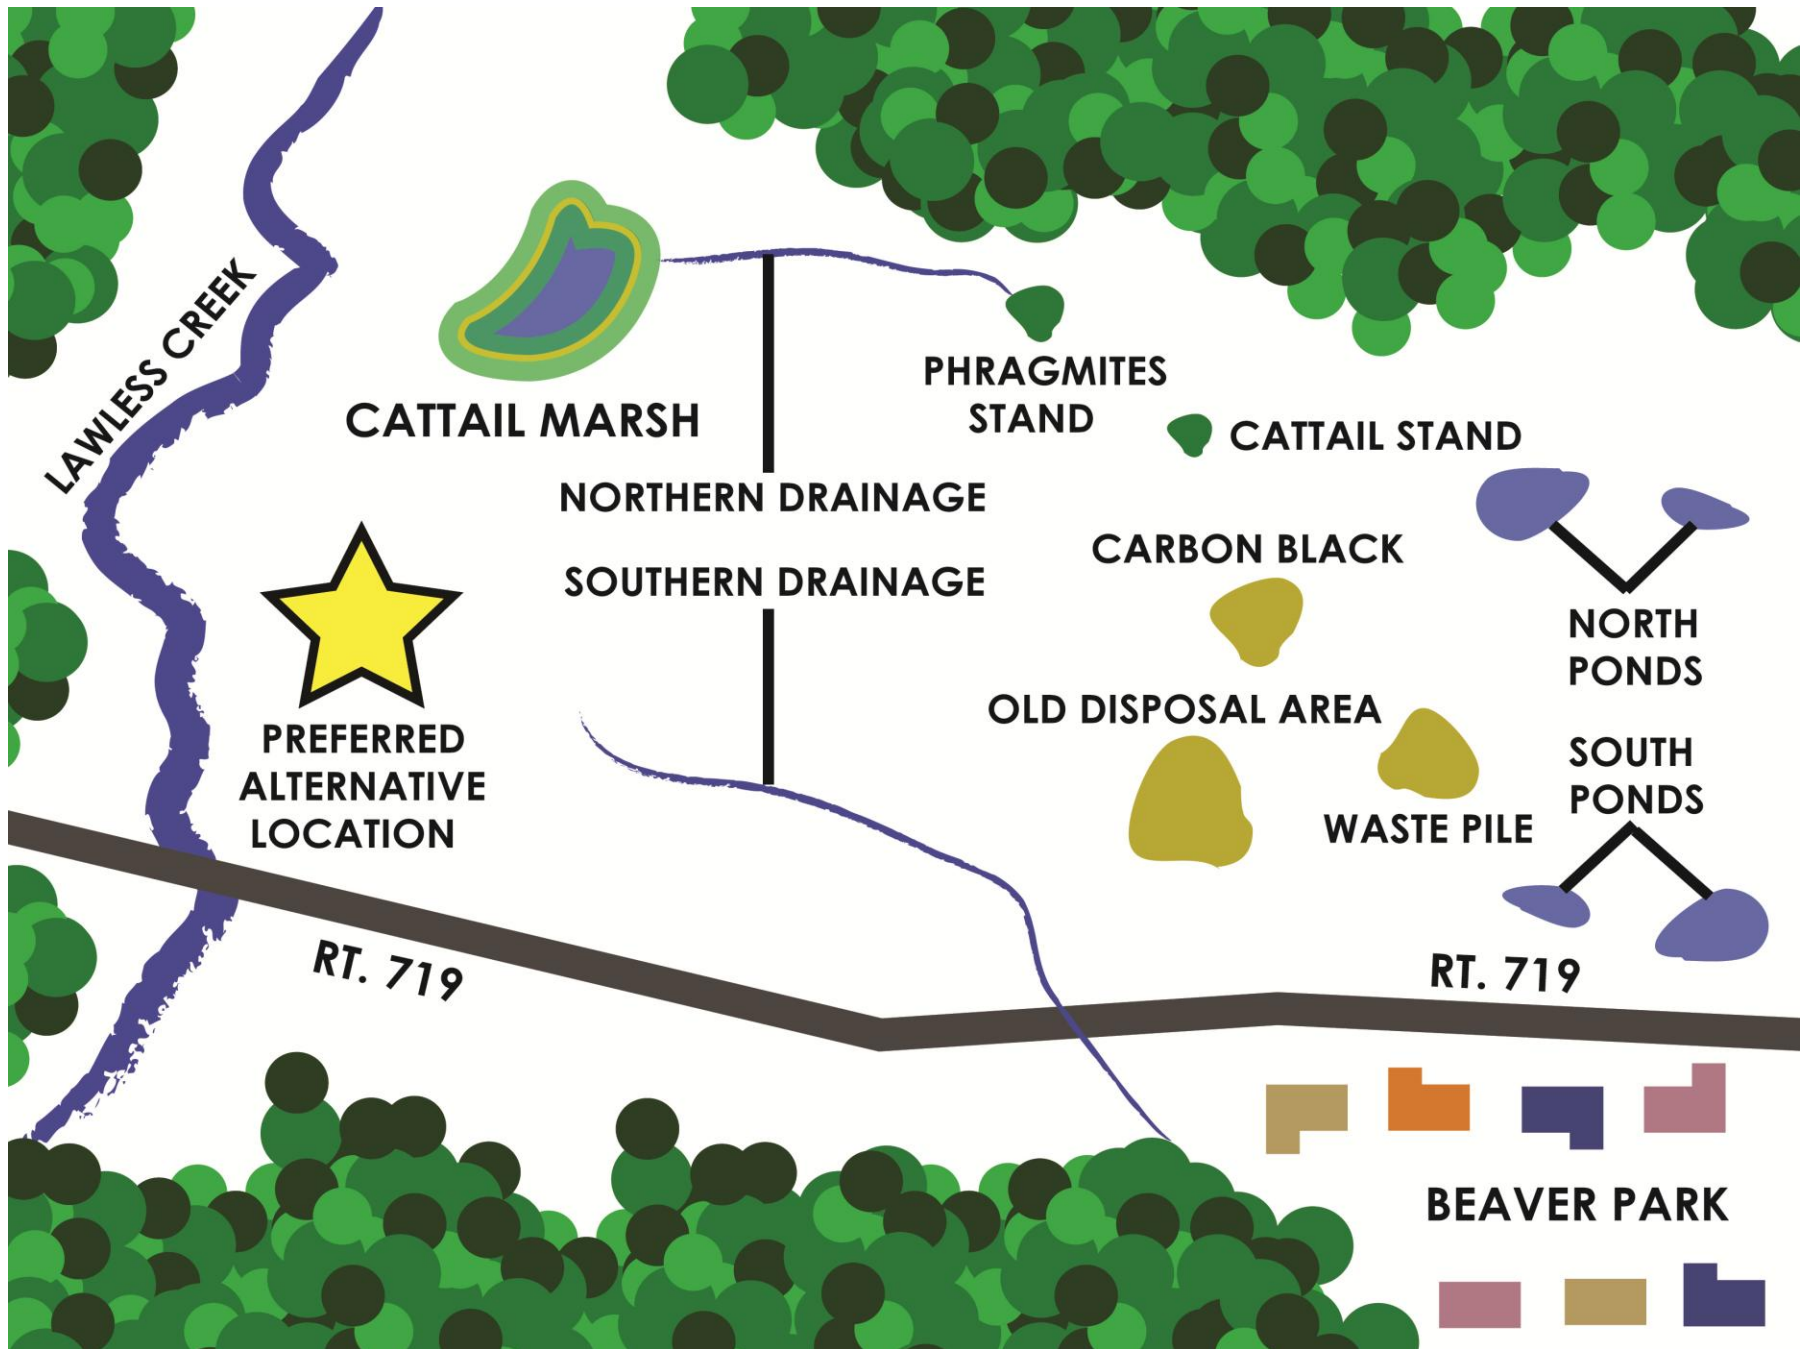 LAWLESS CREEK
CATTAIL MARSH
PHRAGMITES
STAND
CATTAIL STAND
NORTHERN DRAINAGE
SOUTHERN DRAINAGE
CARBON BLACK
NORTH
PONDS
OLD DISPOSAL AREA
PREFERRED
ALTERNATIVE
LOCATION
SOUTH
PONDS
WASTE PILE
RT. 719
RT. 719
BEAVER PARK